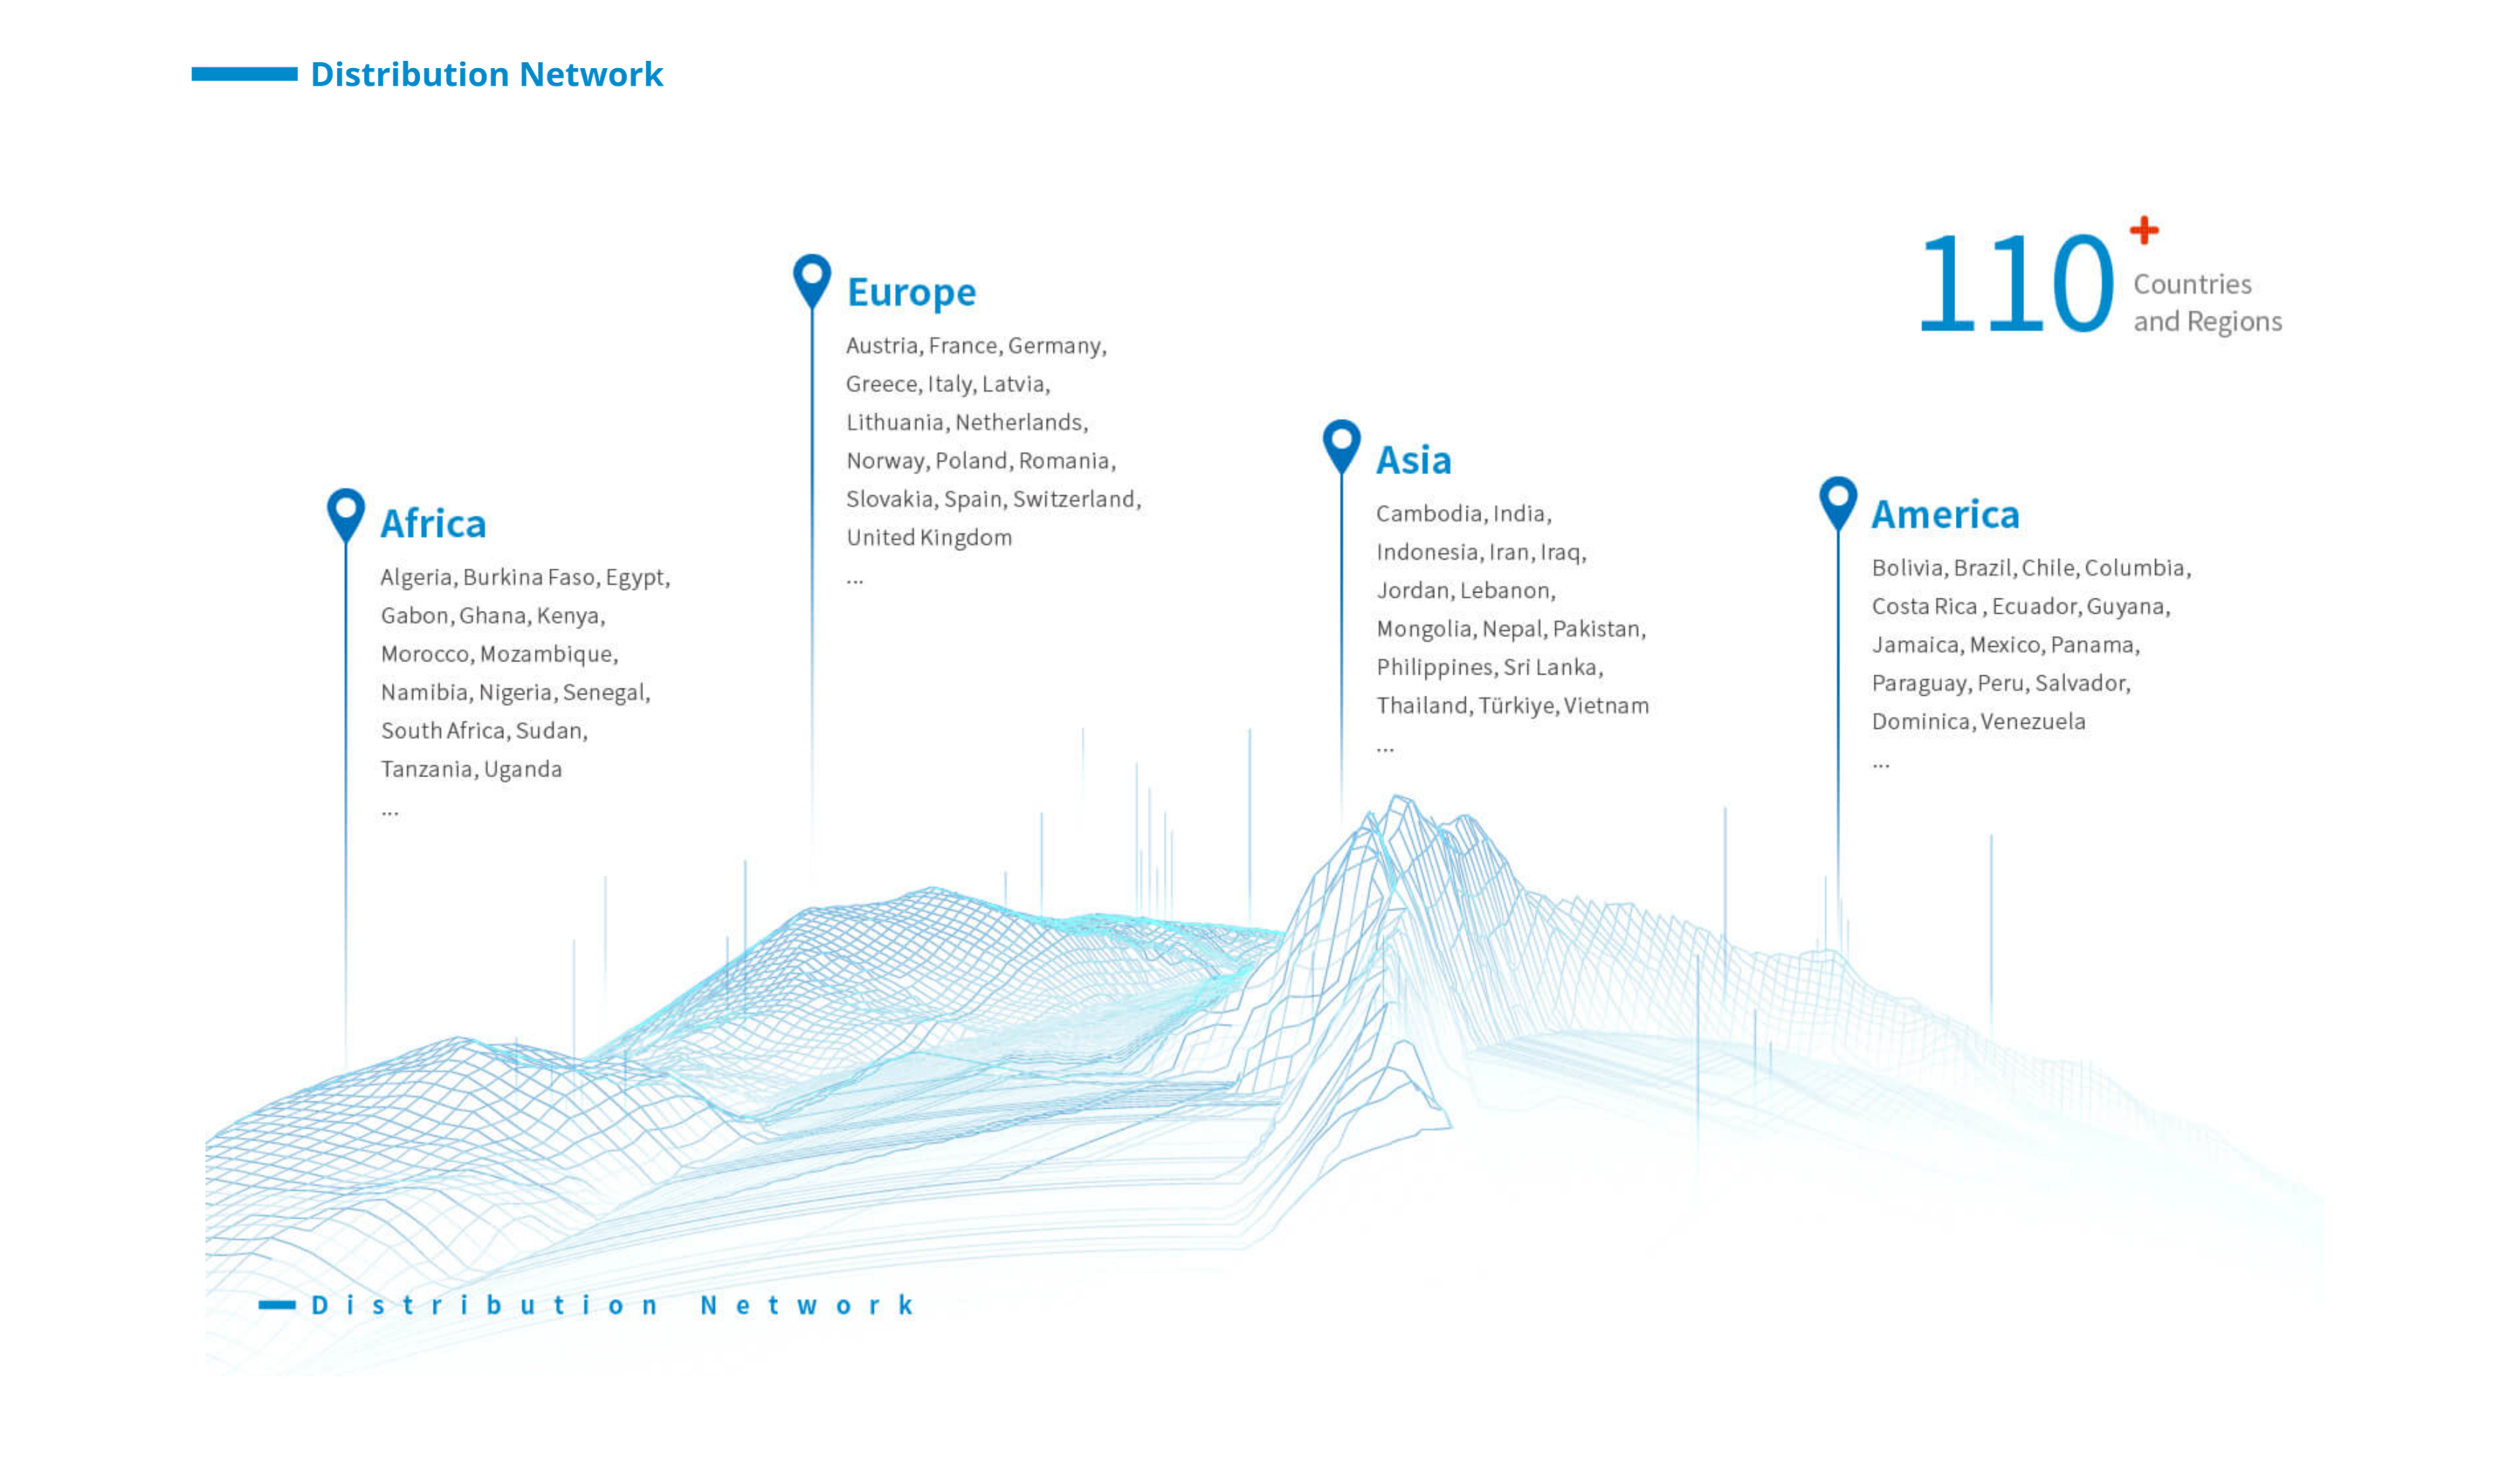 Distribution Network
110+
Countries
and Regions
Europe
Austria, France, Germany,
Greece, Italy, Latvia,
Lithuania, Netherlands,
Norway, Poland, Romania,
Slovakia, Spain, Switzerland,
United Kingdom
...
Asia
Cambodia, India,
Indonesia, Iran, Iraq,
Jordan, Lebanon,
Mongolia, Nepal, Pakistan,
Philippines, Sri Lanka,
Thailand, Türkiye, Vietnam
...
America
Bolivia, Brazil, Chile, Columbia,
Costa Rica , Ecuador, Guyana,
Jamaica, Mexico, Panama,
Paraguay, Peru, Salvador,
Dominica, Venezuela
...
Africa
Algeria, Burkina Faso, Egypt,
Gabon, Ghana, Kenya,
Morocco, Mozambique,
Namibia, Nigeria, Senegal,
South Africa, Sudan,
Tanzania, Uganda
...
Distribution Network